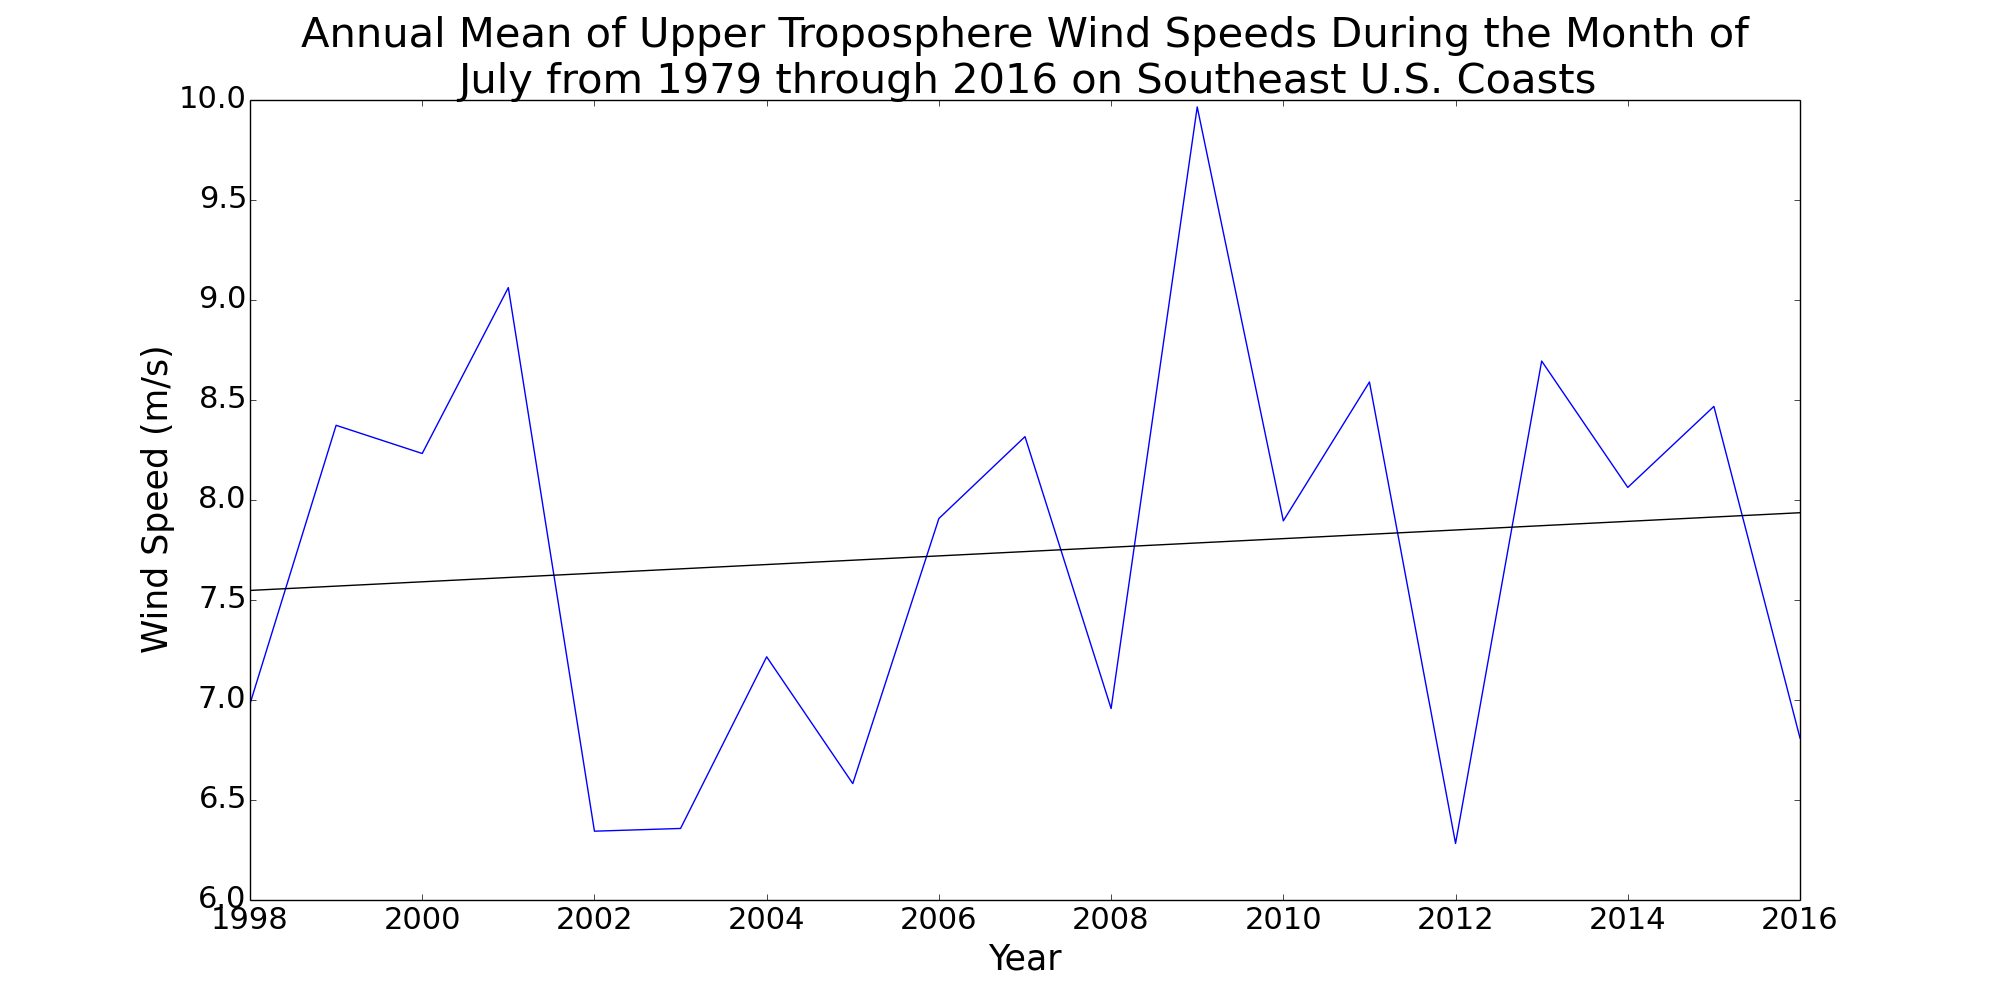 Annual Mean of Upper Troposphere Wind Speeds During the Month of
July from 1979 through 2016 on Southeast U.S. Coasts
10.0
9.5
9.0
8.5
8.0
7.5
7.0
6.5
6.0
Wind Speed (m/s)
1998 2000 2002 2004 2006 2008 2010 2012 2014 2016
Year